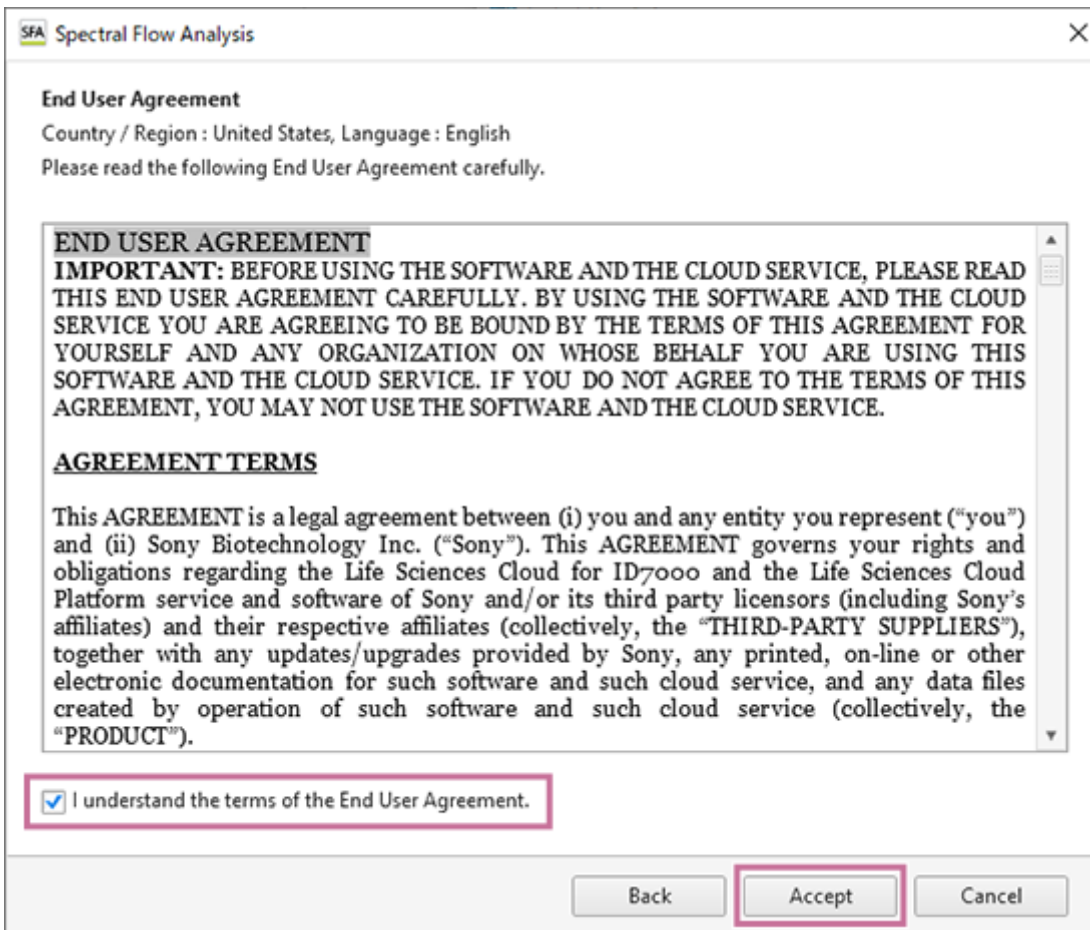 SFA Spectral Flow Analysis
End User Agreement
Country / Region : United States, Language : English
Please read the following End User Agreement carefully.
END USER AGREEMENT
IMPORTANT: BEFORE USING THE SOFTWARE AND THE CLOUD SERVICE, PLEASE READ
THIS END USER AGREEMENT CAREFULLY. BY USING THE SOFTWARE AND THE CLOUD
SERVICE YOU ARE AGREEING TO BE BOUND BY THE TERMS OF THIS AGREEMENT FOR
YOURSELF AND ANY ORGANIZATION ON WHOSE BEHALF YOU ARE USING THIS
SOFTWARE AND THE CLOUD SERVICE. IF YOU DO NOT AGREE TO THE TERMS OF THIS
AGREEMENT, YOU MAY NOT USE THE SOFTWARE AND THE CLOUD SERVICE.
AGREEMENT TERMS
This AGREEMENT is a legal agreement between (i) you and any entity you represent (“you”)
and (ii) Sony Biotechnology Inc. (“Sony”). This AGREEMENT governs your rights and
obligations regarding the Life Sciences Cloud for ID7000 and the Life Sciences Cloud
Platform service and software of Sony and/or its third party licensors (including Sony’s
affiliates) and their respective affiliates (collectively, the “THIRD-PARTY SUPPLIERS”),
together with any updates/upgrades provided by Sony, any printed, on-line or other
electronic documentation for such software and such cloud service, and any data files
created by operation of such software and such cloud service (collectively, the
“PRODUCT”).
I understand the terms of the End User Agreement.
Back Accept Cancel